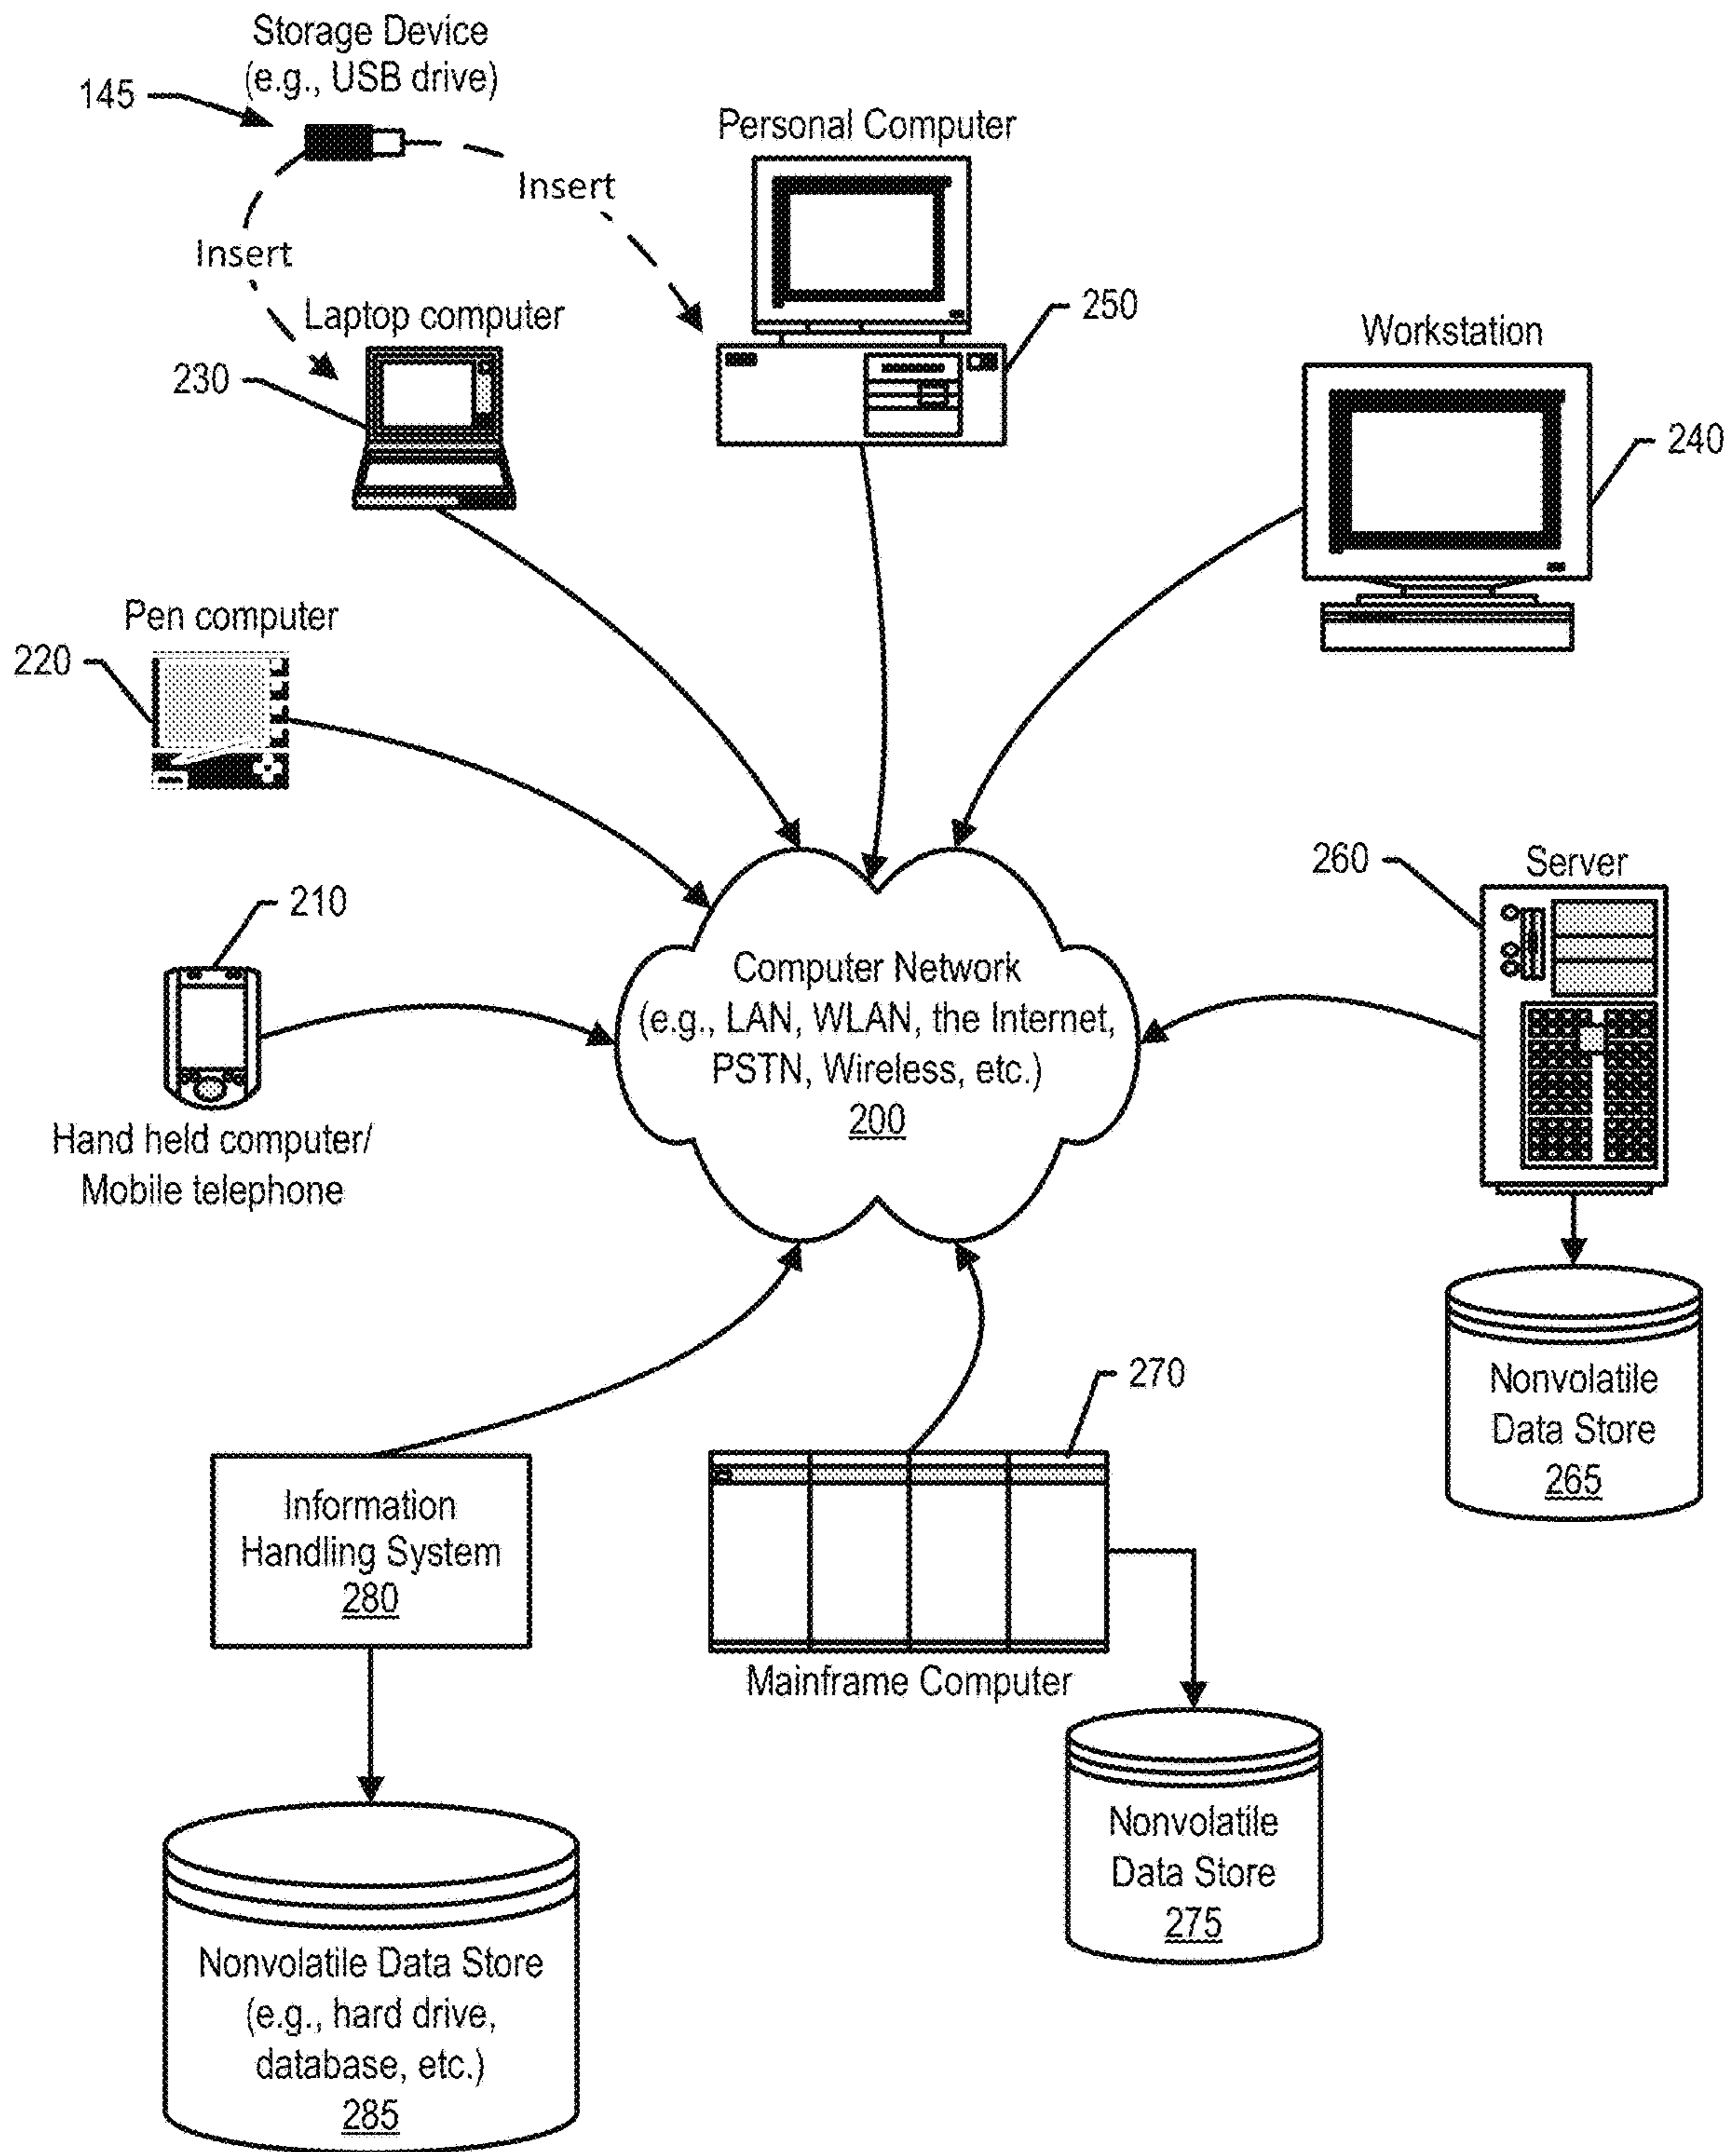 Storage Device
(e.g., USB drive)
145
Personal Computer
Insert
Insert
Laptop computer
250
230
Workstation
240
Pen computer
220
260
Server
210
Computer Network
(e.g., LAN, WLAN, the Internet,
PSTN, Wireless, etc.)
200
Hand held computer/
Mobile telephone
270
Nonvolatile
Data Store
265
Information
Handling System
280
Mainframe Computer
Nonvolatile
Data Store
275
Nonvolatile Data Store
(e.g., hard drive,
database, etc.)
285